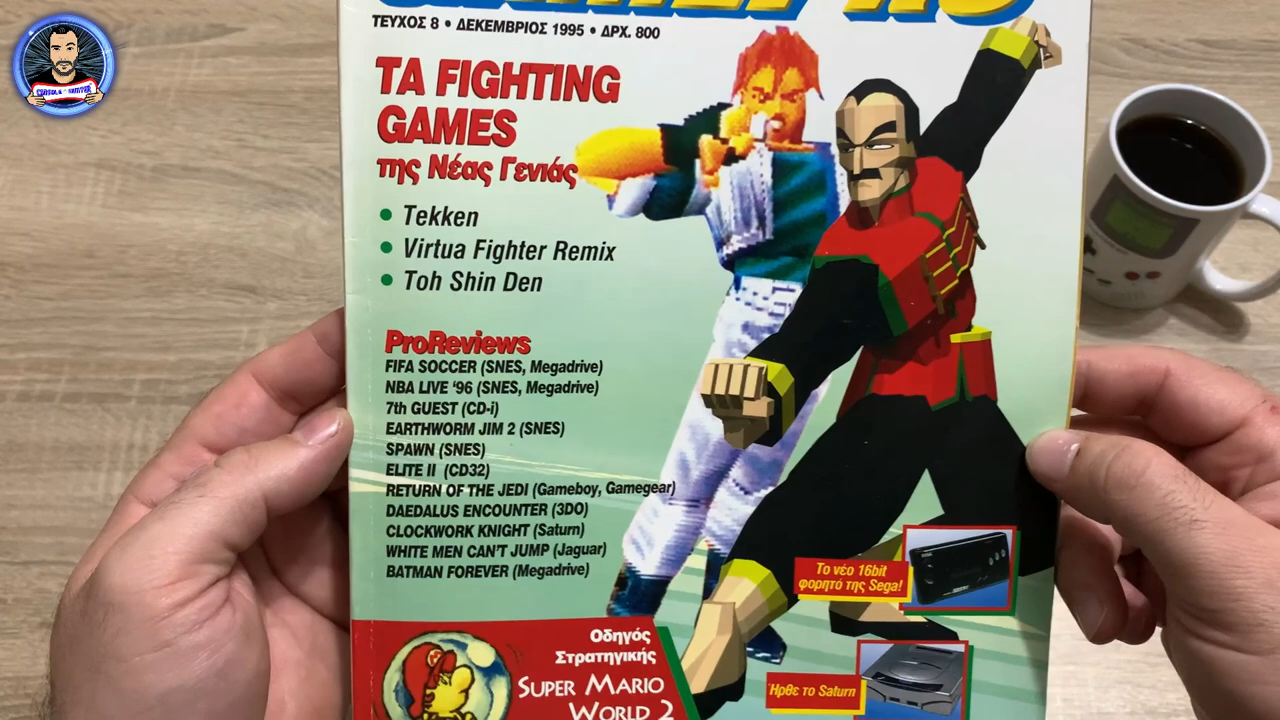 ΤΕΥΧΟΣ 8 • ΔΕΚΕΜΒΡΙΟΣ 1995 • ΔΡΧ. 800
ΤΑ FIGHTING
GAMES
της Νέας Γενιάς
• Tekken
• Virtua Fighter Remix
• Toh Shin Den
ProReviews
FIFA SOCCER (SNES, Megadrive)
NBA LIVE '96 (SNES, Megadrive)
7th GUEST (CD-i)
EARTHWORM JIM 2 (SNES)
SPAWN (SNES)
ELITE II (CD32)
RETURN OF THE JEDI (Gameboy, Gamegear)
DAEDALUS ENCOUNTER (3DO)
CLOCKWORK KNIGHT (Saturn)
WHITE MEN CAN'T JUMP (Jaguar)
BATMAN FOREVER (Megadrive)
Το νέο 16bit
φορητό της Sega!
Ήρθε το Saturn
Οδηγός
Στρατηγικής
SUPER MARIO
WORLD 2